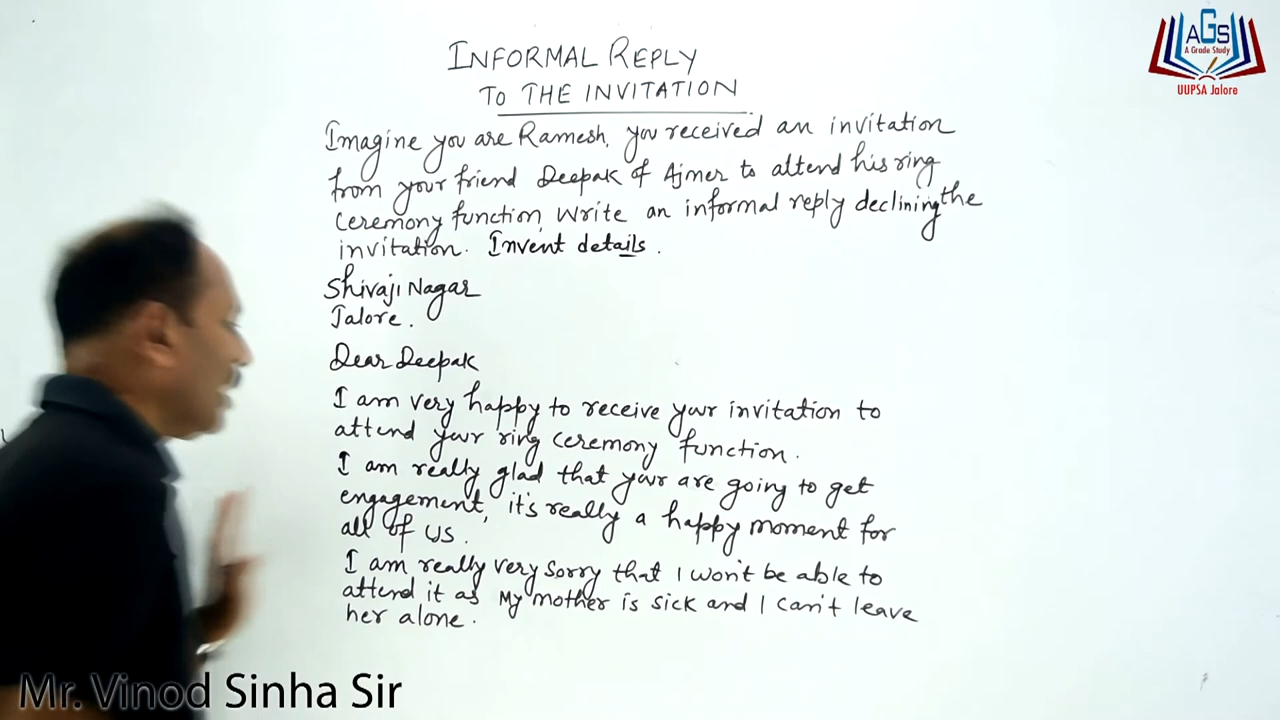 INFORMAL REPLY
TO THE INVITATION
Imagine you are Ramesh, you received an invitation
from your friend Deepak of Ajmer to attend his ring
ceremony function, Write an informal reply declining the
invitation. Invent details.
Shivaji Nagar
Jalore.
Dear Deepak
I am very happy to receive your invitation to
attend your ring ceremony function.
I am really glad that your are going to get
engagement, it's really a happy moment for
all of us.
I am really very sorry that I won't be able to
attend it as my mother is sick and I can't leave
her alone.
AGS
A Grade Study
UUPSA Jalore
Mr. Vinod Sinha Sir